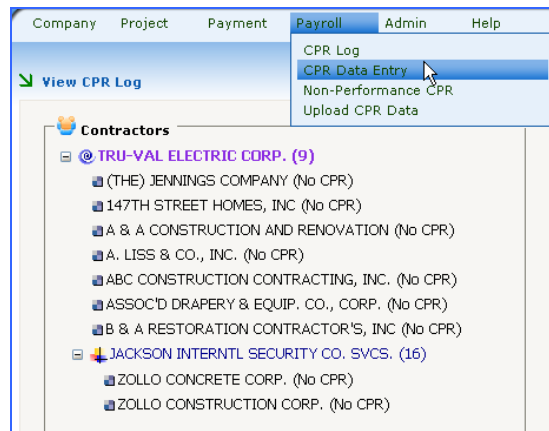 Company Project Payment Payroll Admin Help
CPR Log
CPR Data Entry
Non-Performance CPR
Upload CPR Data
View CPR Log
Contractors
TRU-VAL ELECTRIC CORP. (9)
(THE) JENNINGS COMPANY (No CPR)
147TH STREET HOMES, INC (No CPR)
A & A CONSTRUCTION AND RENOVATION (No CPR)
A. LISS & CO., INC. (No CPR)
ABC CONSTRUCTION CONTRACTING, INC. (No CPR)
ASSOC'D DRAPERY & EQUIP. CO., CORP. (No CPR)
B & A RESTORATION CONTRACTOR'S, INC (No CPR)
JACKSON INTERNTL SECURITY CO. SVCS. (16)
ZOLLO CONCRETE CORP. (No CPR)
ZOLLO CONSTRUCTION CORP. (No CPR)